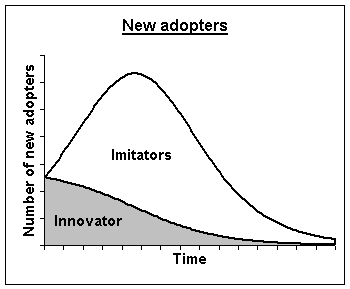 New adopters
Number of new adopters
Imitators
Innovator
Time